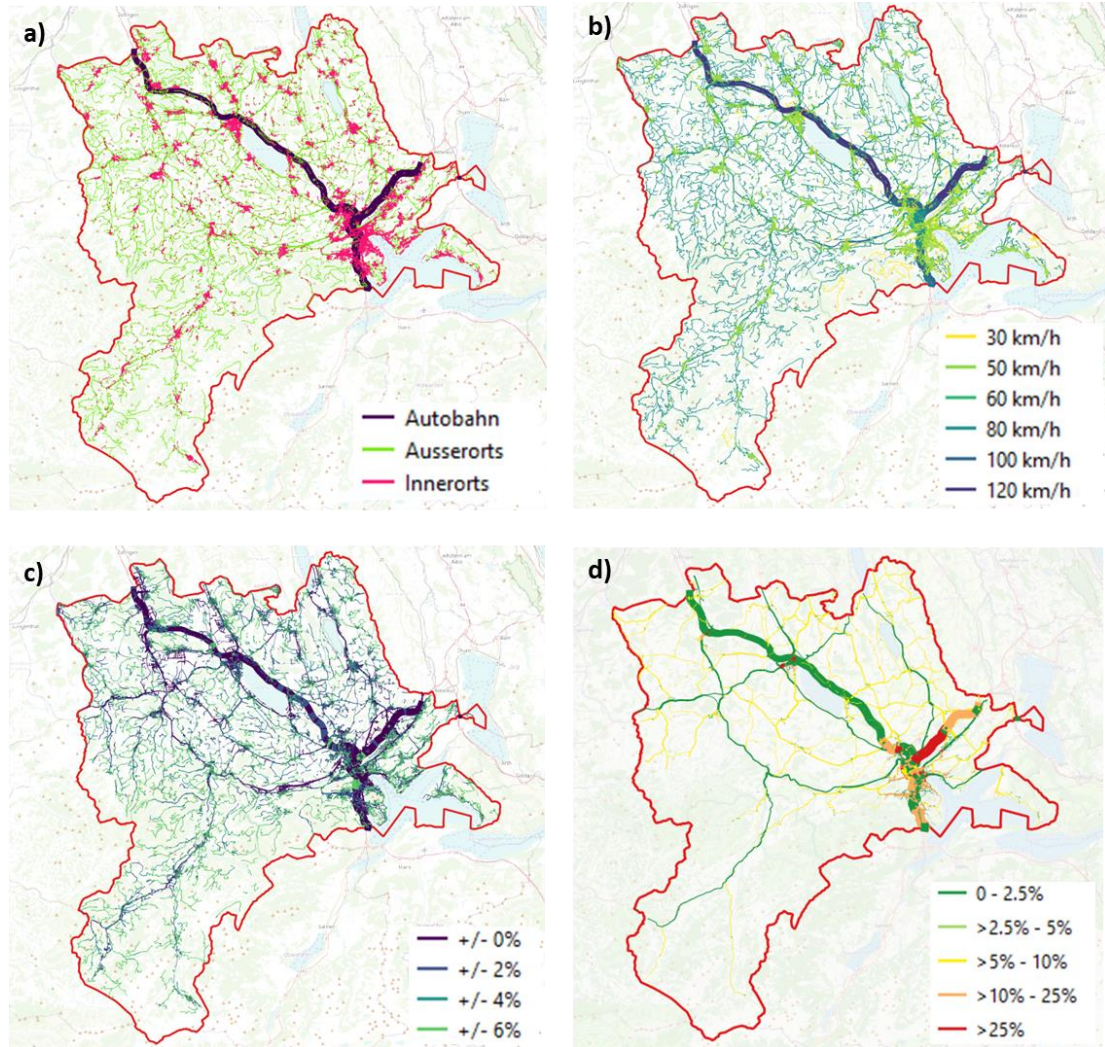 a)
Autobahn
Ausserorts
Innerorts
b)
30 km/h
50 km/h
60 km/h
80 km/h
100 km/h
120 km/h
c)
+/- 0%
+/- 2%
+/- 4%
+/- 6%
d)
0 - 2.5%
>2.5% - 5%
>5% - 10%
>10% - 25%
>25%